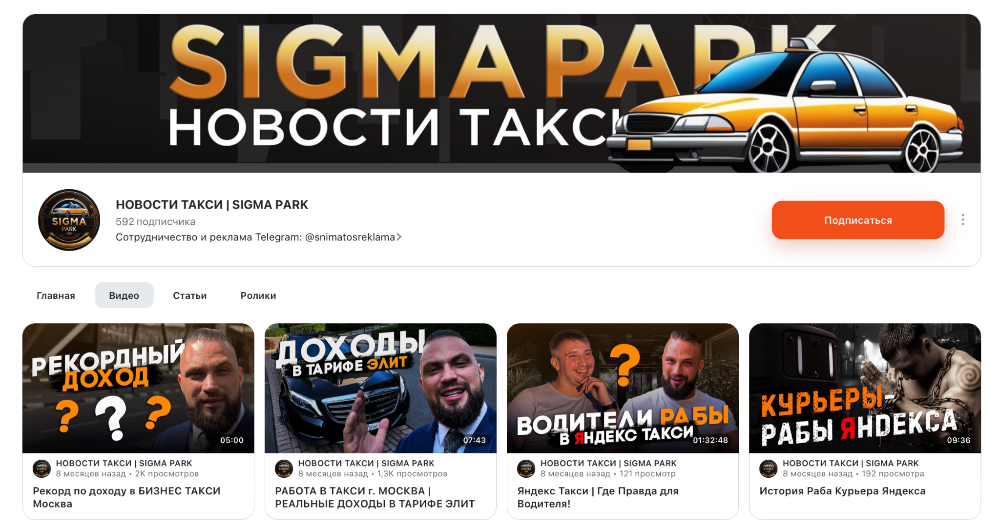 SIGMA PARK
НОВОСТИ ТАКСИ
SIGMA
PARK
НОВОСТИ ТАКСИ | SIGMA PARK
592 подписчика
Сотрудничество и реклама Telegram: @snimatosreklama
Подписаться
Главная Видео Статьи Ролики
РЕКОРДНЫЙ
ДОХОД
? ? ?
05:00
НОВОСТИ ТАКСИ | SIGMA PARK
8 месяцев назад • 2K просмотров
Рекорд по доходу в БИЗНЕС ТАКСИ
Москва
ДОХОДЫ
В ТАРИФЕ ЭЛИТ
07:43
НОВОСТИ ТАКСИ | SIGMA PARK
8 месяцев назад • 1,3K просмотров
РАБОТА В ТАКСИ г. МОСКВА |
РЕАЛЬНЫЕ ДОХОДЫ В ТАРИФЕ ЭЛИТ
?
ВОДИТЕЛИ РАБЫ
В ЯНДЕКС ТАКСИ
01:32:48
НОВОСТИ ТАКСИ | SIGMA PARK
8 месяцев назад • 121 просмотр
Яндекс Такси | Где Правда для
Водителя!
КУРЬЕРЫ-
РАБЫ ЯНDЕКСА
09:36
НОВОСТИ ТАКСИ | SIGMA PARK
8 месяцев назад • 192 просмотра
История Раба Курьера Яндекса